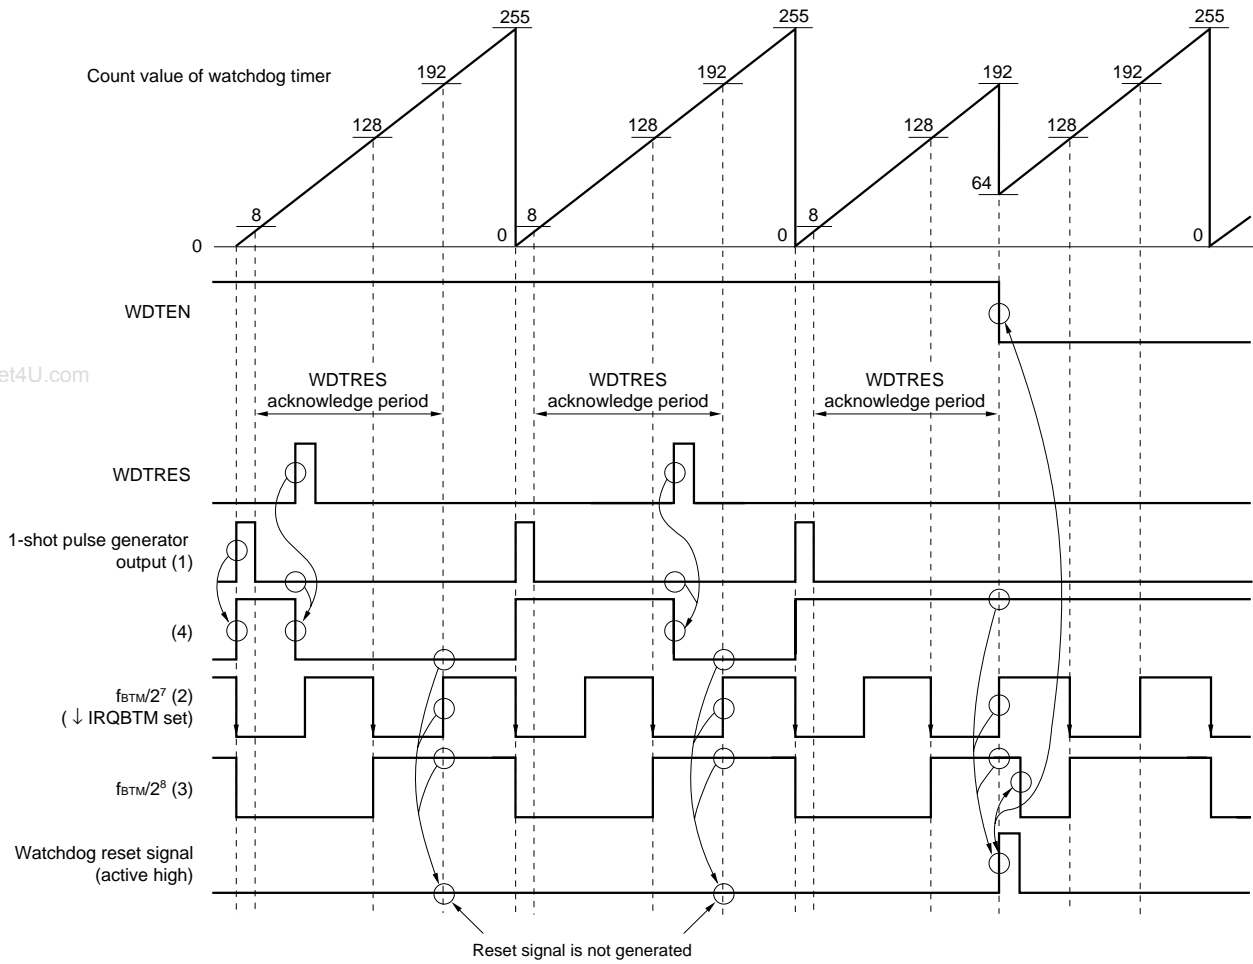 255 255 255
Count value of watchdog timer 192 192 192 192
128 128 128 128
64
8 8 8
0 0 0 0
WDTEN
et4U.com
WDTRES WDTRES WDTRES
acknowledge period acknowledge period acknowledge period
WDTRES
1-shot pulse generator
output (1)
(4)
fBTM/2⁷ (2)
(↓ IRQBTM set)
fBTM/2⁸ (3)
Watchdog reset signal
(active high)
Reset signal is not generated